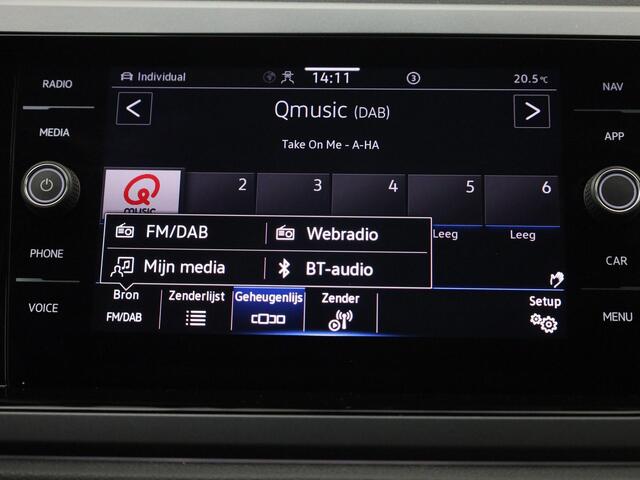 RADIO
MEDIA
PHONE
VOICE
Individual
14:11
3
20.5°C
Qmusic (DAB)
Take On Me - A-HA
music
2
3
4
5
6
Leeg
Leeg
FM/DAB
Webradio
Mijn media
BT-audio
Bron
FM/DAB
Zenderlijst
Geheugenlijs
Zender
Setup
NAV
APP
CAR
MENU